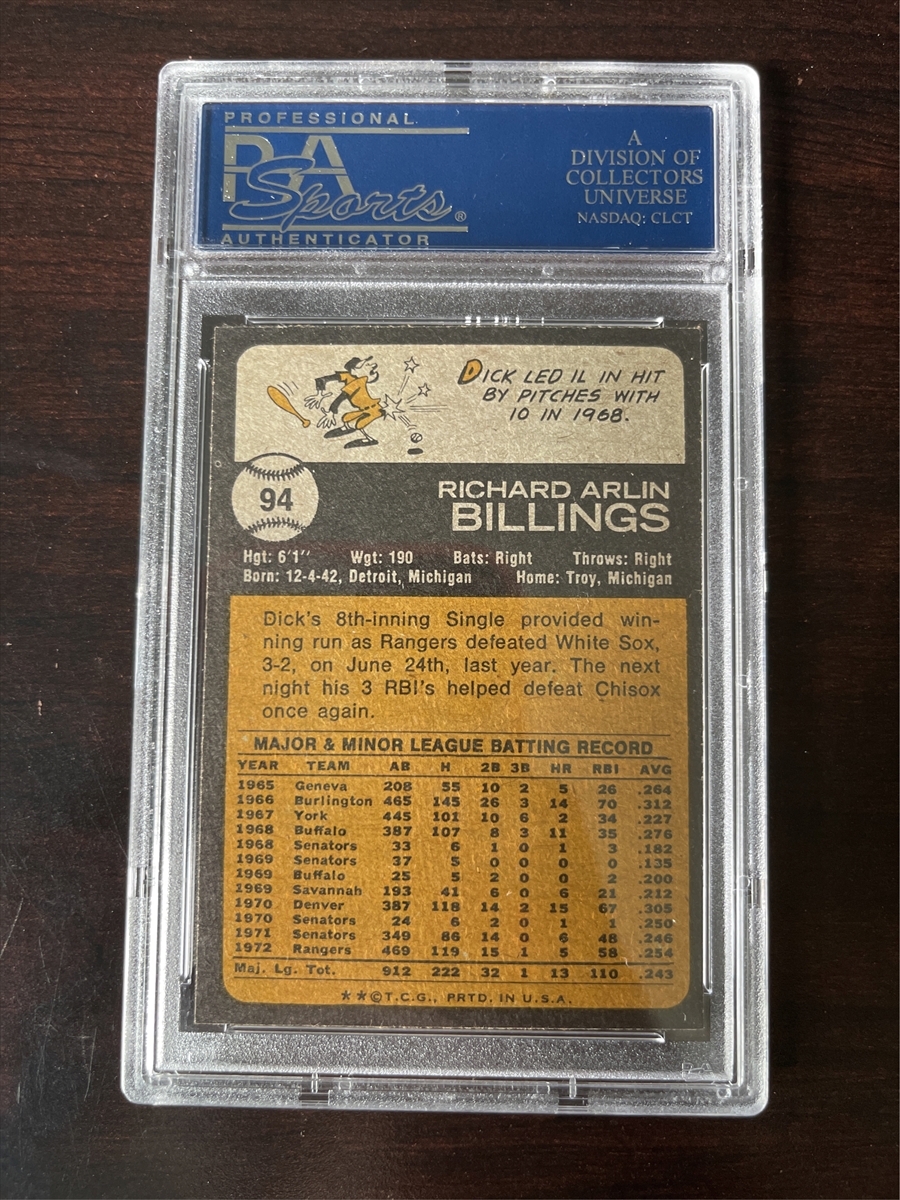 PROFESSIONAL
PSA
Sports®
AUTHENTICATOR
A
DIVISION OF
COLLECTORS
UNIVERSE
NASDAQ: CLCT
DICK LED IL IN HIT
BY PITCHES WITH
10 IN 1968.
94
RICHARD ARLIN
BILLINGS
Hgt: 6'1" Wgt: 190 Bats: Right Throws: Right
Born: 12-4-42, Detroit, Michigan Home: Troy, Michigan
Dick's 8th-inning Single provided win-
ning run as Rangers defeated White Sox,
3-2, on June 24th, last year. The next
night his 3 RBI's helped defeat Chisox
once again.
MAJOR & MINOR LEAGUE BATTING RECORD
YEAR TEAM AB H 2B 3B HR RBI AVG
1965 Geneva 208 55 10 2 5 26 .264
1966 Burlington 465 145 26 3 14 70 .312
1967 York 445 101 10 6 2 34 .227
1968 Buffalo 387 107 8 3 11 35 .276
1968 Senators 33 6 1 0 1 3 .182
1969 Senators 37 5 0 0 0 0 .135
1969 Buffalo 25 5 2 0 0 2 .200
1969 Savannah 193 41 6 0 6 21 .212
1970 Denver 387 118 14 2 15 67 .305
1970 Senators 24 6 2 0 1 1 .250
1971 Senators 349 86 14 0 6 48 .246
1972 Rangers 469 119 15 1 5 58 .254
Maj. Lg. Tot. 912 222 32 1 13 110 .243
**©T.C.G., PRTD. IN U.S.A.